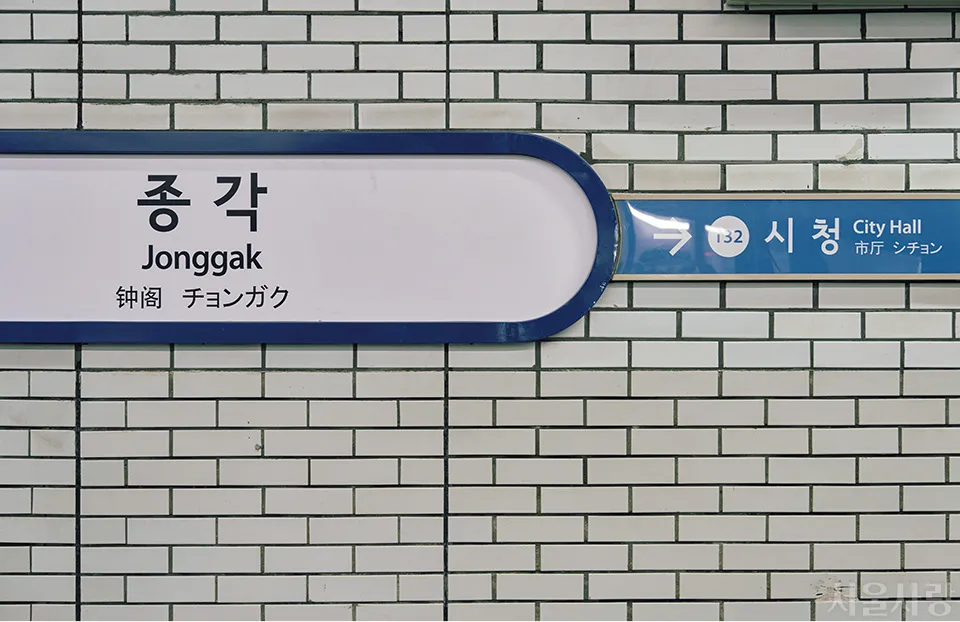 종각
Jonggak
钟阁 チョンガク
→ 132 시청 City Hall
市厅 シチョン
서울사랑